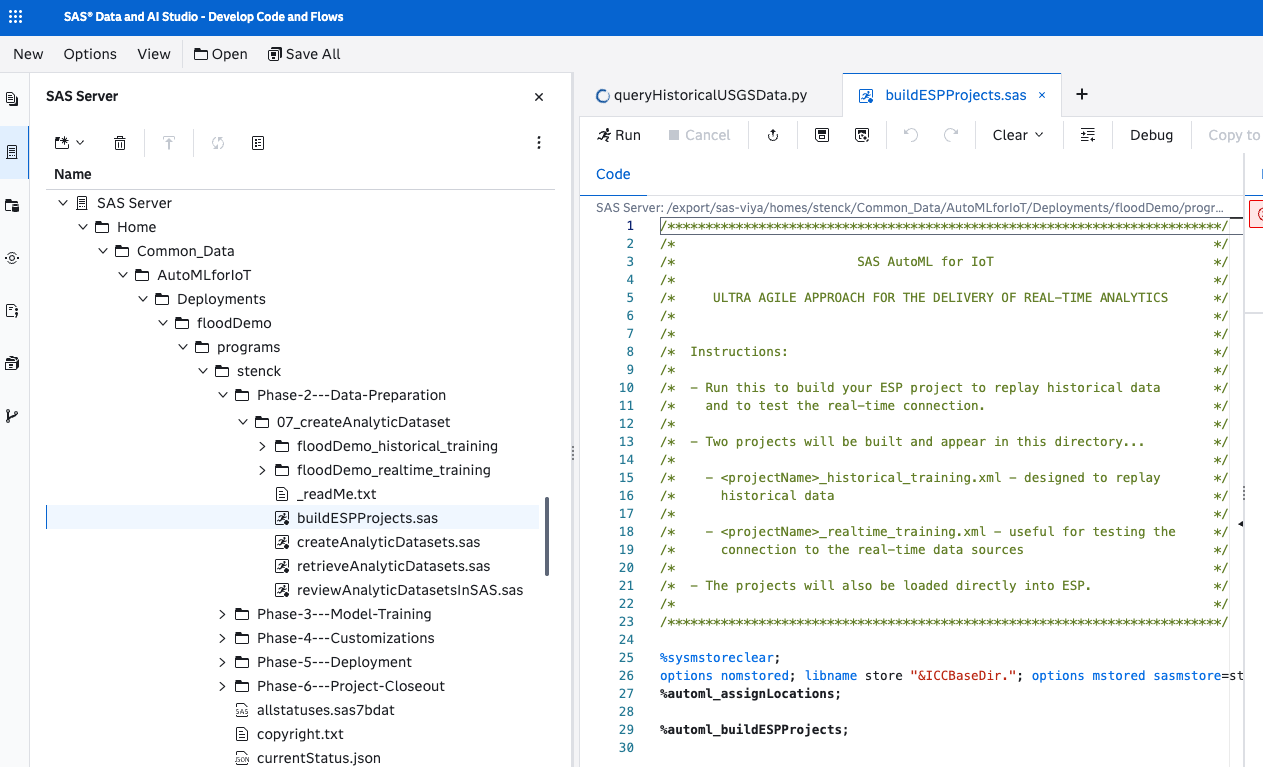 SAS® Data and AI Studio - Develop Code and Flows
New Options View Open Save All
SAS Server
Name
SAS Server
Home
Common_Data
AutoMLforIoT
Deployments
floodDemo
programs
stenck
Phase-2---Data-Preparation
07_createAnalyticDataset
floodDemo_historical_training
floodDemo_realtime_training
_readMe.txt
buildESPProjects.sas
createAnalyticDatasets.sas
retrieveAnalyticDatasets.sas
reviewAnalyticDatasetsInSAS.sas
Phase-3---Model-Training
Phase-4---Customizations
Phase-5---Deployment
Phase-6---Project-Closeout
allstatuses.sas7bdat
copyright.txt
currentStatus.json
queryHistoricalUSGSData.py buildESPProjects.sas × +
Run Cancel Clear Debug Copy to
Code
SAS Server: /export/sas-viya/homes/stenck/Common_Data/AutoMLforIoT/Deployments/floodDemo/progr...
1 /*************************************************************************/
2 /* */
3 /* SAS AutoML for IoT */
4 /* */
5 /* ULTRA AGILE APPROACH FOR THE DELIVERY OF REAL-TIME ANALYTICS */
6 /* */
7 /* */
8 /* Instructions: */
9 /* */
10 /* - Run this to build your ESP project to replay historical data */
11 /* and to test the real-time connection. */
12 /* */
13 /* - Two projects will be built and appear in this directory... */
14 /* */
15 /* - <projectName>_historical_training.xml - designed to replay */
16 /* historical data */
17 /* */
18 /* - <projectName>_realtime_training.xml - useful for testing the */
19 /* connection to the real-time data sources */
20 /* */
21 /* - The projects will also be loaded directly into ESP. */
22 /* */
23 /*************************************************************************/
24
25 %sysmstoreclear;
26 options nomstored; libname store "&ICCBaseDir."; options mstored sasmstore=st
27 %automl_assignLocations;
28
29 %automl_buildESPProjects;
30